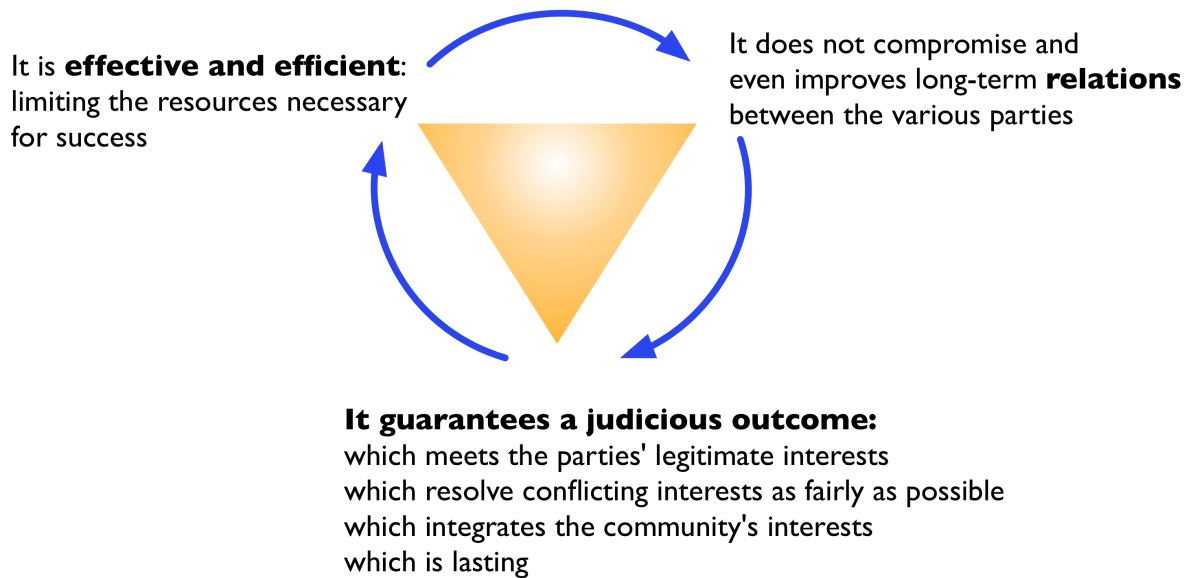 It is effective and efficient:
limiting the resources necessary
for success
It does not compromise and
even improves long-term relations
between the various parties
It guarantees a judicious outcome:
which meets the parties' legitimate interests
which resolve conflicting interests as fairly as possible
which integrates the community's interests
which is lasting